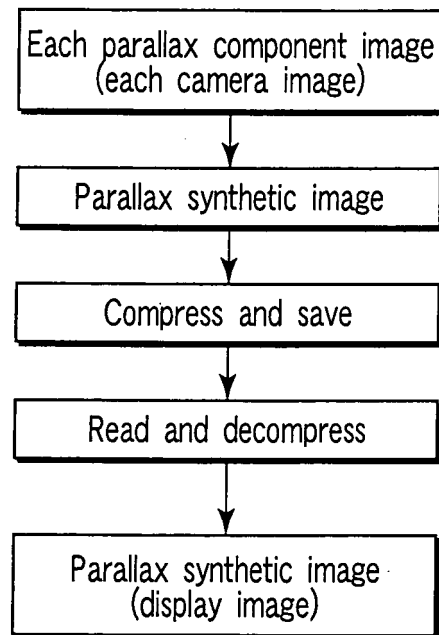 Each parallax component image
(each camera image)
Parallax synthetic image
Compress and save
Read and decompress
Parallax synthetic image
(display image)